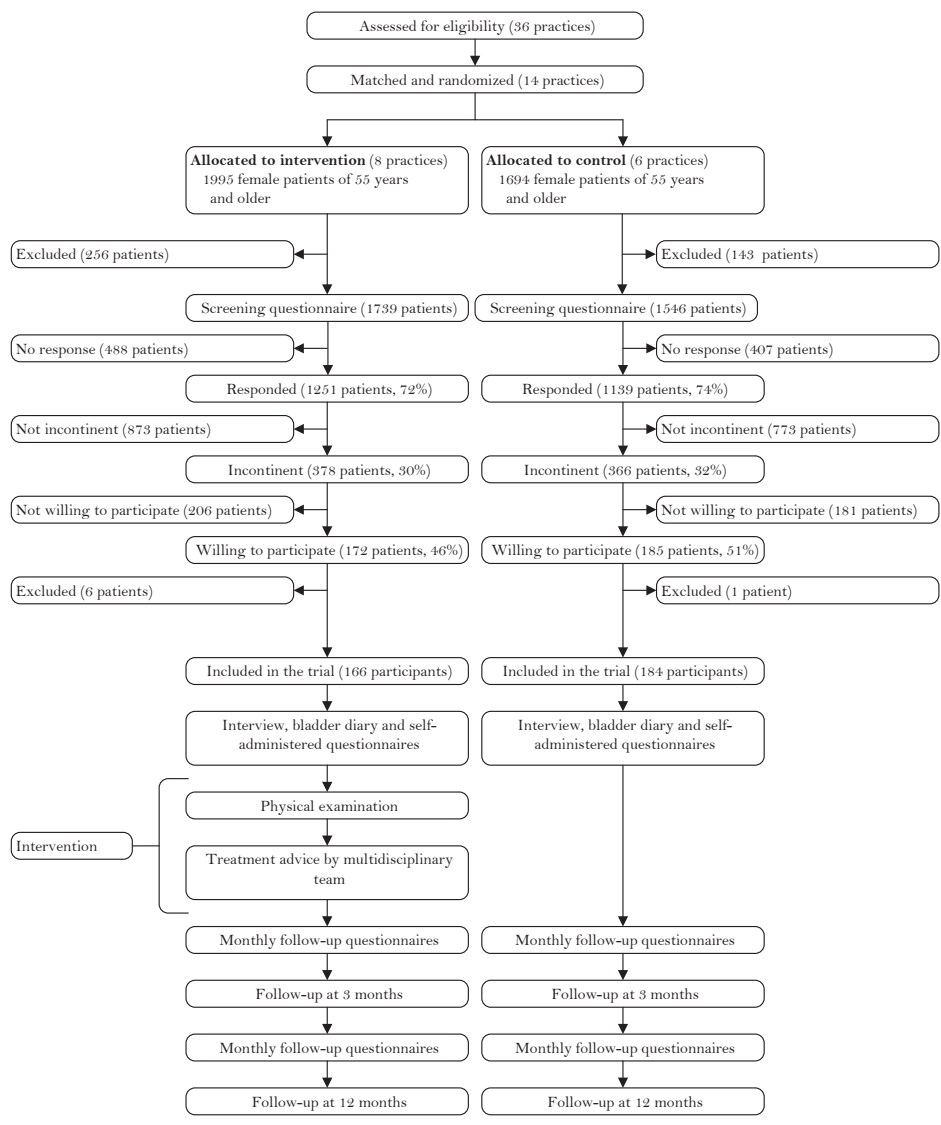 Assessed for eligibility (36 practices)
Matched and randomized (14 practices)
Allocated to intervention (8 practices)
1995 female patients of 55 years
and older
Allocated to control (6 practices)
1694 female patients of 55 years
and older
Excluded (256 patients)
Excluded (143 patients)
Screening questionnaire (1739 patients)
Screening questionnaire (1546 patients)
No response (488 patients)
No response (407 patients)
Responded (1251 patients, 72%)
Responded (1139 patients, 74%)
Not incontinent (873 patients)
Not incontinent (773 patients)
Incontinent (378 patients, 30%)
Incontinent (366 patients, 32%)
Not willing to participate (206 patients)
Not willing to participate (181 patients)
Willing to participate (172 patients, 46%)
Willing to participate (185 patients, 51%)
Excluded (6 patients)
Excluded (1 patient)
Included in the trial (166 participants)
Included in the trial (184 participants)
Interview, bladder diary and self-
administered questionnaires
Interview, bladder diary and self-
administered questionnaires
Physical examination
Intervention
Treatment advice by multidisciplinary
team
Monthly follow-up questionnaires
Monthly follow-up questionnaires
Follow-up at 3 months
Follow-up at 3 months
Monthly follow-up questionnaires
Monthly follow-up questionnaires
Follow-up at 12 months
Follow-up at 12 months